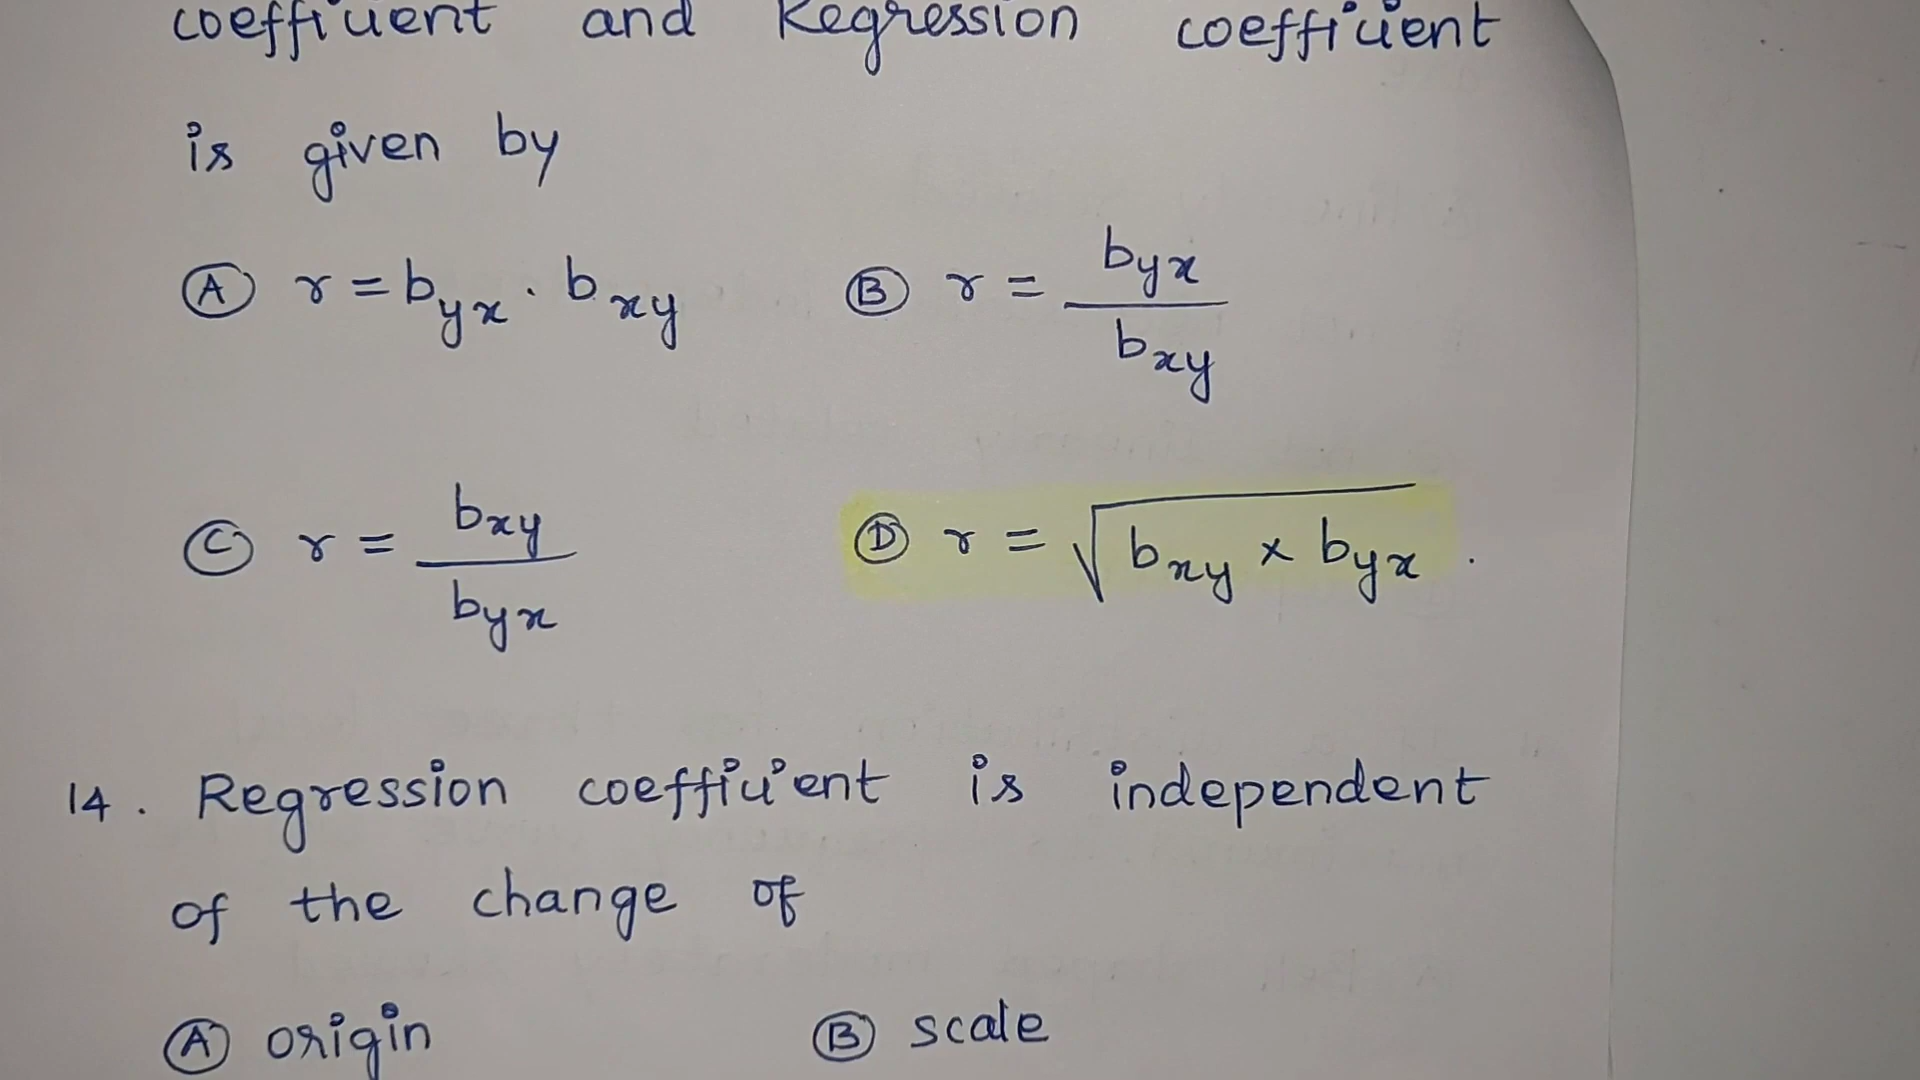 coefficient and Regression coefficient
is given by
Ⓐ r = byx . bxy Ⓑ r = byx / bxy
Ⓒ r = bxy / byx Ⓓ r = √(bxy × byx) .
14. Regression coefficient is independent
of the change of
Ⓐ origin Ⓑ scale